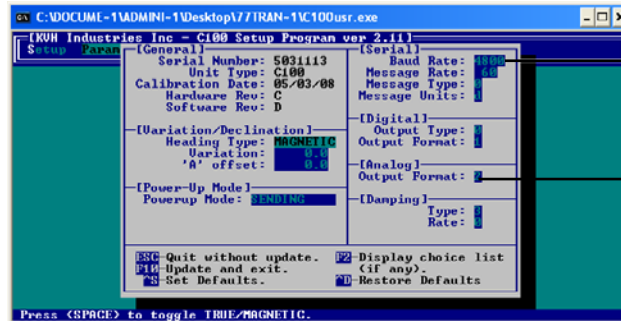 C:\DOCUME~1\ADMINI~1\Desktop\77TRAN~1\C100usr.exe
[KVH Industries Inc - C100 Setup Program ver 2.11]
Setup Param
[General]
Serial Number: 5031113
Unit Type: C100
Calibration Date: 05/03/08
Hardware Rev: C
Software Rev: D
[Variation/Declination]
Heading Type: MAGNETIC
Variation: 0.0
'A' offset: 0.0
[Power-Up Mode]
Powerup Mode: SENDING
[Serial]
Baud Rate: 4800
Message Rate: 60
Message Type: 0
Message Units:
[Digital]
Output Type:
Output Format: 1
[Analog]
Output Format: 2
[Damping]
Type: 3
Rate: 0
ESC-Quit without update.
F10-Update and exit.
^S-Set Defaults.
F2-Display choice list
(if any).
^D-Restore Defaults
Press <SPACE> to toggle TRUE/MAGNETIC.